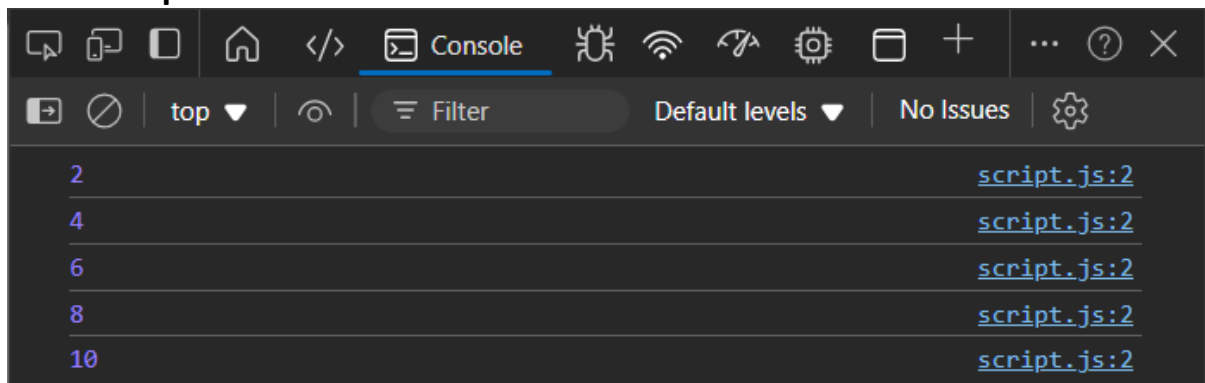 Console
top Filter Default levels No Issues
2 script.js:2
4 script.js:2
6 script.js:2
8 script.js:2
10 script.js:2